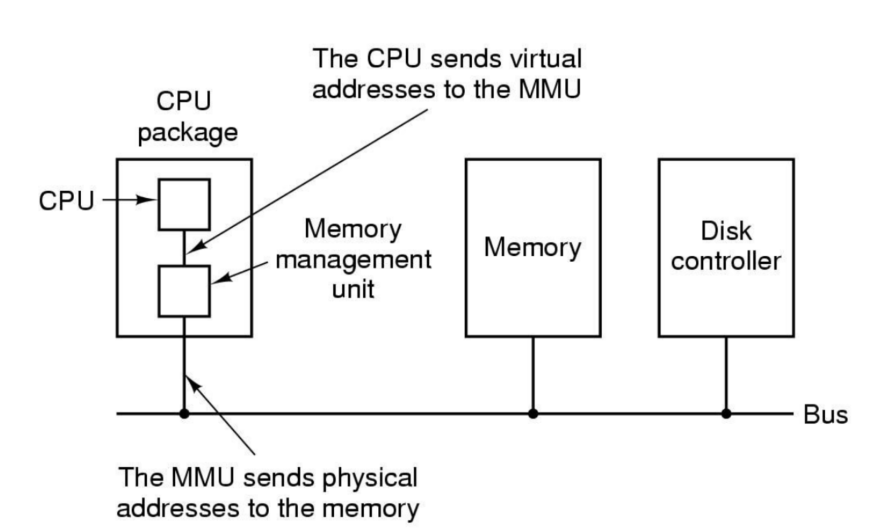 The CPU sends virtual
addresses to the MMU
CPU
package
CPU
Memory
management
unit
Memory
Disk
controller
Bus
The MMU sends physical
addresses to the memory